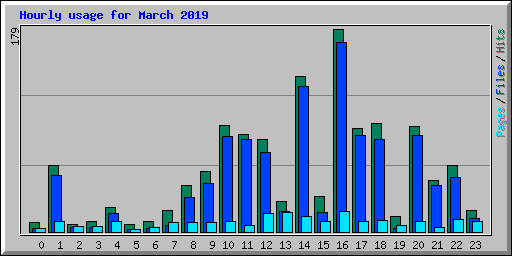 Hourly usage for March 2019
179
Pages / Files / Hits
0 1 2 3 4 5 6 7 8 9 10 11 12 13 14 15 16 17 18 19 20 21 22 23